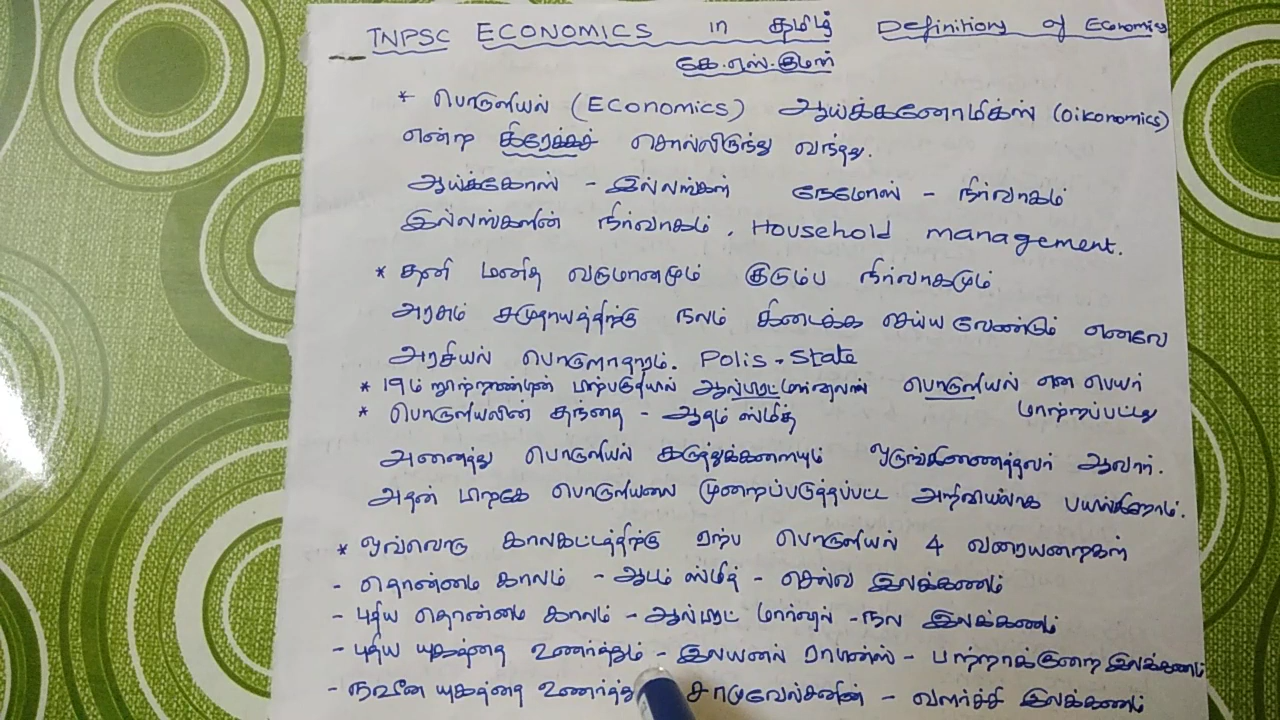 TNPSC ECONOMICS in தமிழ் Definitions of Economics
கே.எஸ்.குமரன்
* பொருளியல் (Economics) ஆய்க்கனோமிக்ஸ் (oikonomics)
என்ற கிரேக்கச் சொல்லிருந்து வந்தது.
ஆய்க்கோஸ் - இல்லங்கள் நேமோஸ் - நிர்வாகம்
இல்லங்களின் நிர்வாகம், Household management.
* தனி மனித வருமானமும் குடும்ப நிர்வாகமும்
அரசும் சமுதாயத்திற்கு நலம் கிடைக்க செய்ய வேண்டும் எனவே
அரசியல் பொருளாதாரம். Polis - State
* 19ம் நூற்றாண்டின் பிற்பகுதியில் ஆல்பிரட் மார்ஷலால் பொருளியல் என பெயர்
மாற்றப்பட்டது
* பொருளியலின் தந்தை - ஆதம் ஸ்மித்
அனைத்து பொருளியல் கருத்துக்களையும் ஒருங்கிணைத்தவர் ஆவார்.
அதன் பிறகே பொருளியலை முறைப்படுத்தப்பட்ட அறிவியலாக பயில்கிறோம்.
* ஒவ்வொரு காலகட்டத்திற்கு ஏற்ப பொருளியல் 4 வரையறைகள்
- தொன்மை காலம் - ஆடம் ஸ்மித் - செல்வ இலக்கணம்
- புதிய தொன்மை காலம் - ஆல்பிரட் மார்ஷல் - நல இலக்கணம்
- புதிய யுகத்தை உணர்த்தும் - இலயனல் ராபின்ஸ் - பற்றாக்குறை இலக்கணம்
- நவீன யுகத்தை உணர்த்து சாமுவேல்சனின் - வளர்ச்சி இலக்கணம்